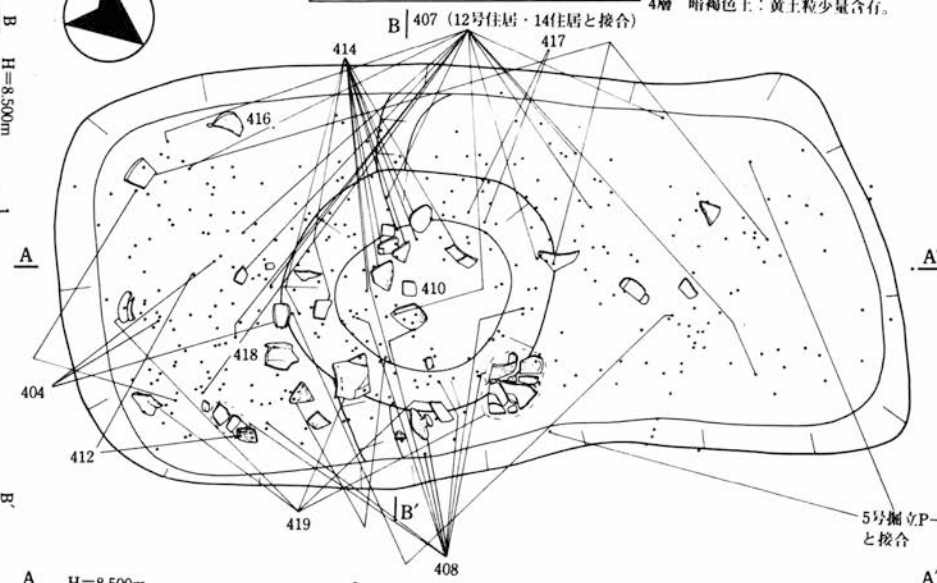 4層 暗褐色土：黄土粒少量含有。
B
407（12号住居・14住居と接合）
417
414
416
B H=8.500m
A
A'
410
418
404
412
B'
B'
419
408
5号掘立P-
と接合
A H=8.500m
A'